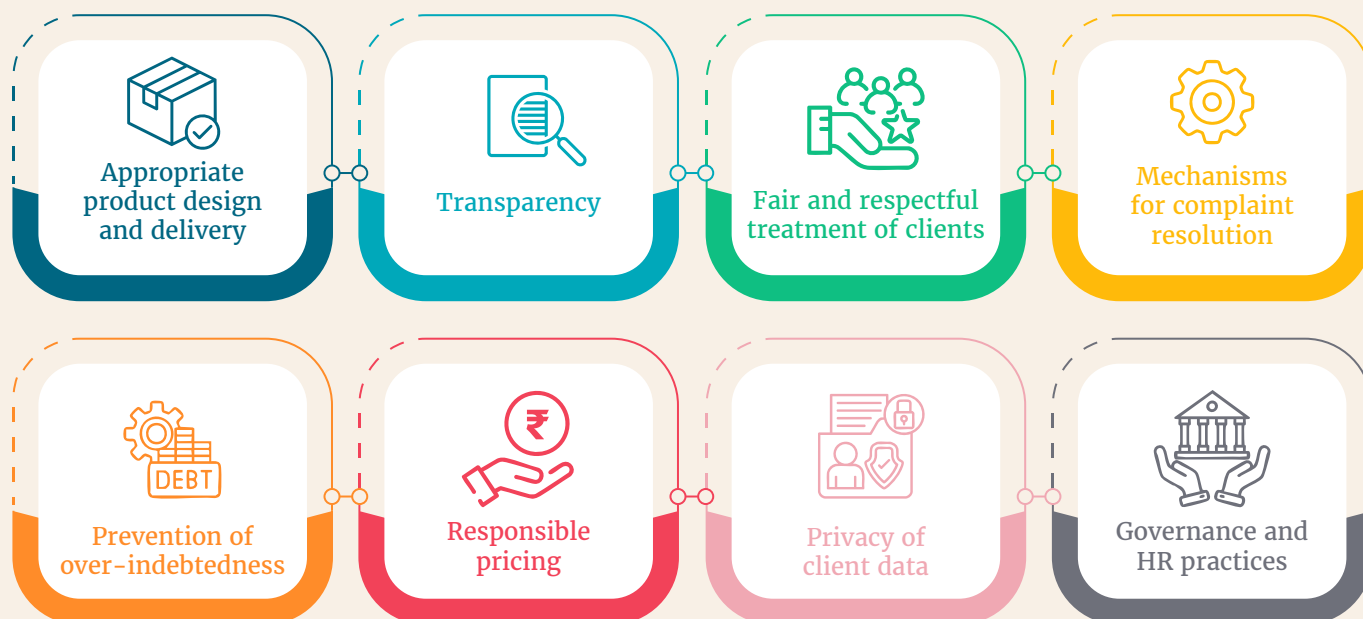 Appropriate
product design
and delivery
Transparency
Fair and respectful
treatment of clients
Mechanisms
for complaint
resolution
DEBT
Prevention of
over-indebtedness
₹
Responsible
pricing
Privacy of
client data
Governance and
HR practices